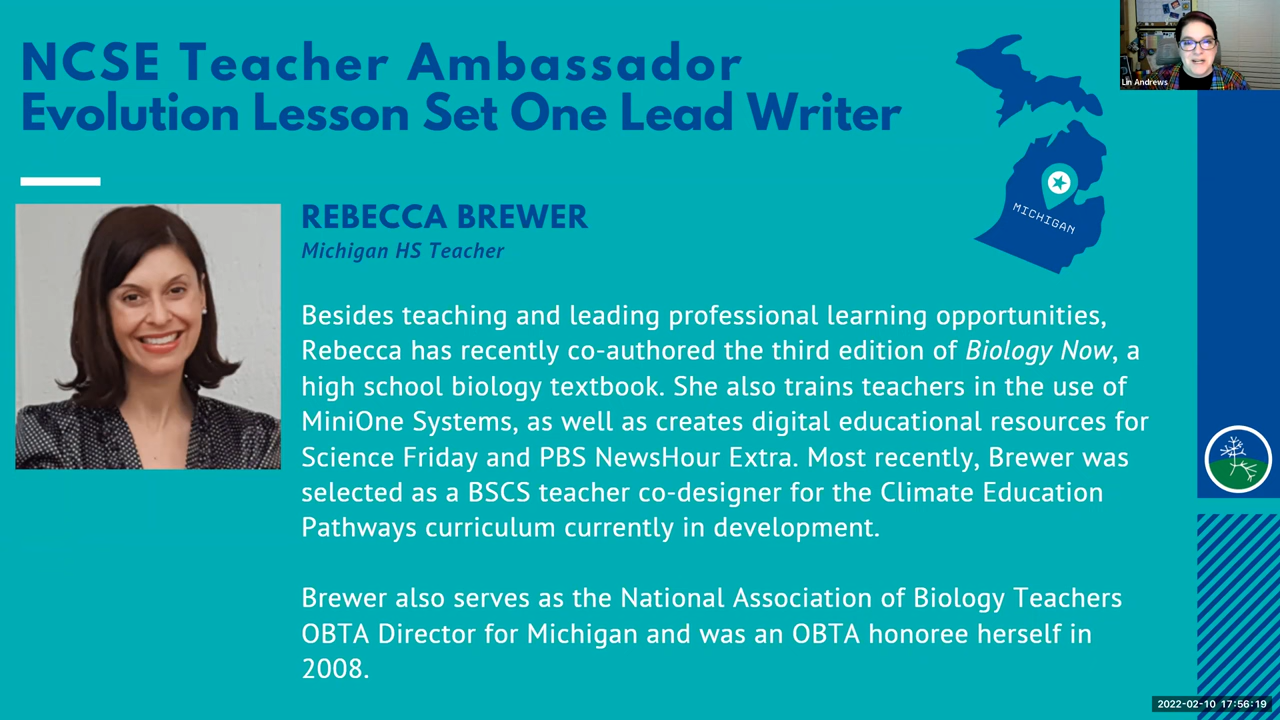 NCSE Teacher Ambassador
Evolution Lesson Set One Lead Writer
Lin Andrews
MICHIGAN
REBECCA BREWER
Michigan HS Teacher
Besides teaching and leading professional learning opportunities,
Rebecca has recently co-authored the third edition of Biology Now, a
high school biology textbook. She also trains teachers in the use of
MiniOne Systems, as well as creates digital educational resources for
Science Friday and PBS NewsHour Extra. Most recently, Brewer was
selected as a BSCS teacher co-designer for the Climate Education
Pathways curriculum currently in development.
Brewer also serves as the National Association of Biology Teachers
OBTA Director for Michigan and was an OBTA honoree herself in
2008.
2022-02-10 17:56:19